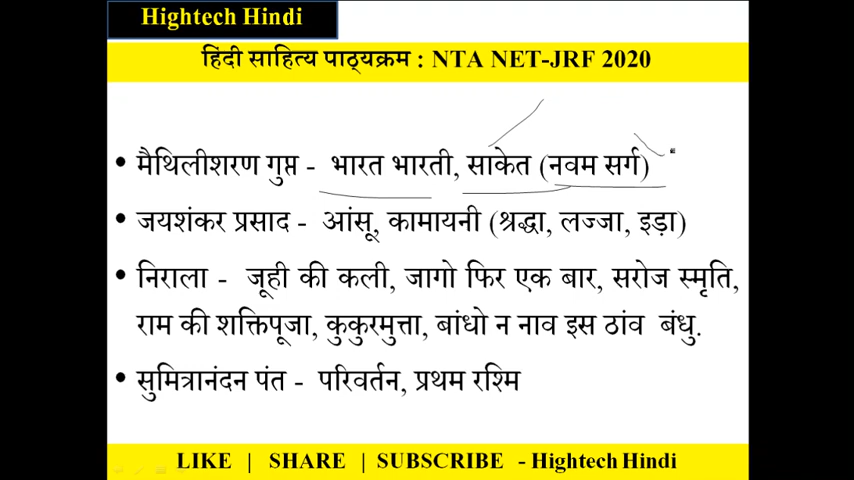 Hightech Hindi
हिंदी साहित्य पाठ्यक्रम : NTA NET-JRF 2020
• मैथिलीशरण गुप्त - भारत भारती, साकेत (नवम सर्ग)
• जयशंकर प्रसाद - आंसू, कामायनी (श्रद्धा, लज्जा, इड़ा)
• निराला - जूही की कली, जागो फिर एक बार, सरोज स्मृति,
राम की शक्तिपूजा, कुकुरमुत्ता, बांधो न नाव इस ठांव बंधु.
• सुमित्रानंदन पंत - परिवर्तन, प्रथम रश्मि
LIKE | SHARE | SUBSCRIBE - Hightech Hindi